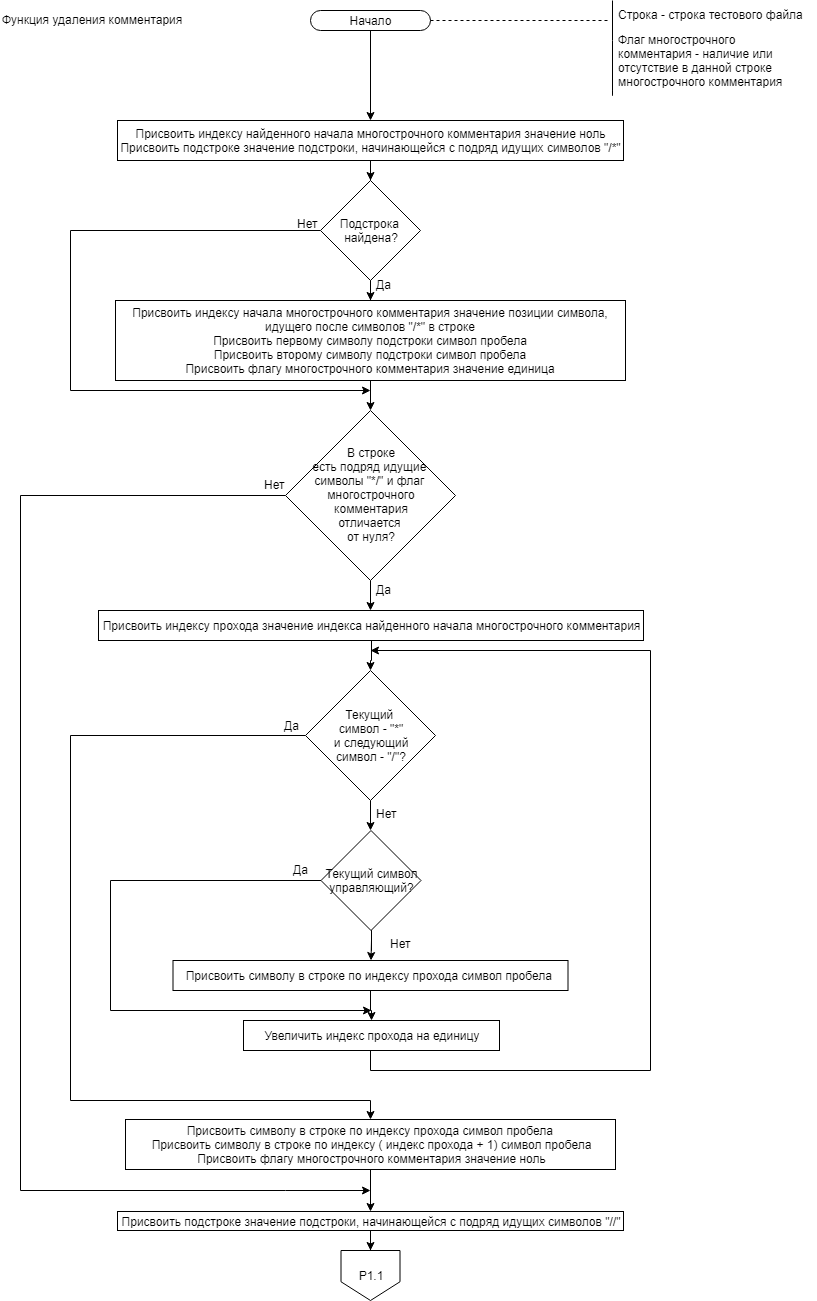 Функция удаления комментария
Начало
Строка - строка тестового файла
Флаг многострочного
комментария - наличие или
отсутствие в данной строке
многострочного комментария
Присвоить индексу найденного начала многострочного комментария значение ноль
Присвоить подстроке значение подстроки, начинающейся с подряд идущих символов "/*"
Нет
Подстрока
найдена?
Да
Присвоить индексу начала многострочного комментария значение позиции символа,
идущего после символов "/*" в строке
Присвоить первому символу подстроки символ пробела
Присвоить второму символу подстроки символ пробела
Присвоить флагу многострочного комментария значение единица
Нет
В строке
есть подряд идущие
символы "*/" и флаг
многострочного
комментария
отличается
от нуля?
Да
Присвоить индексу прохода значение индекса найденного начала многострочного комментария
Да
Текущий
символ - "*"
и следующий
символ - "/"?
Нет
Да
Текущий символ
управляющий?
Нет
Присвоить символу в строке по индексу прохода символ пробела
Увеличить индекс прохода на единицу
Присвоить символу в строке по индексу прохода символ пробела
Присвоить символу в строке по индексу ( индекс прохода + 1) символ пробела
Присвоить флагу многострочного комментария значение ноль
Присвоить подстроке значение подстроки, начинающейся с подряд идущих символов "//"
P1.1